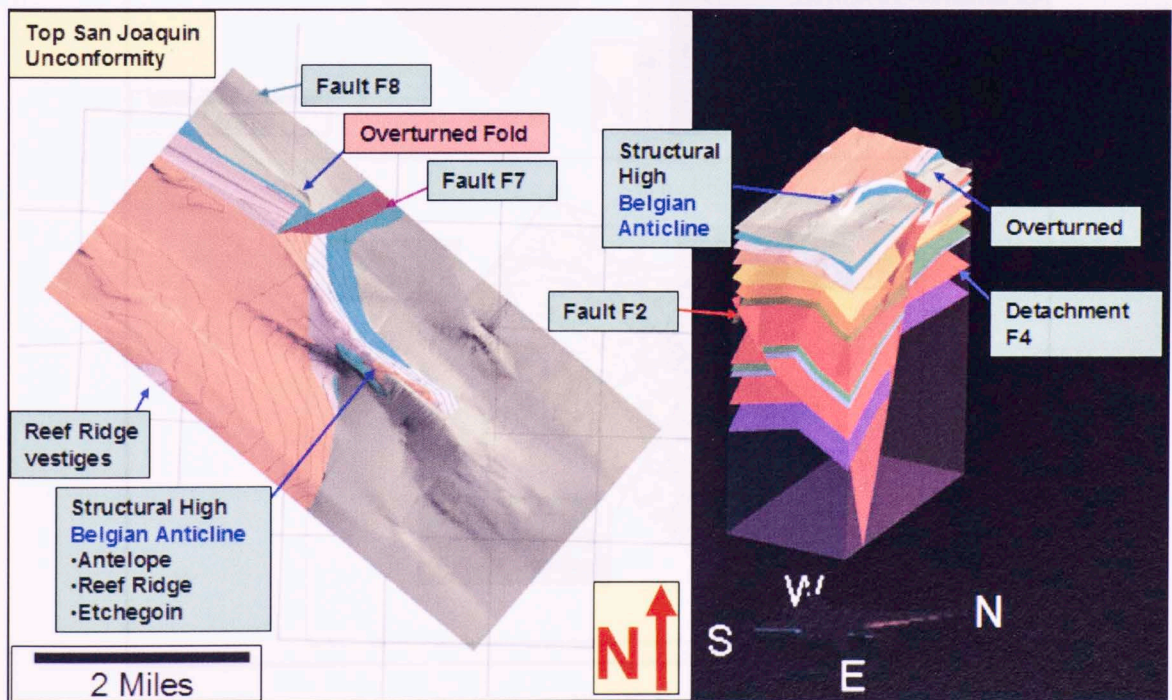 Top San Joaquin
Unconformity
Fault F8
Overturned Fold
Fault F7
Reef Ridge
vestiges
Structural High
Belgian Anticline
•Antelope
•Reef Ridge
•Etchegoin
2 Miles
N
Structural
High
Belgian
Anticline
Overturned
Fault F2
Detachment
F4
W
S
N
E